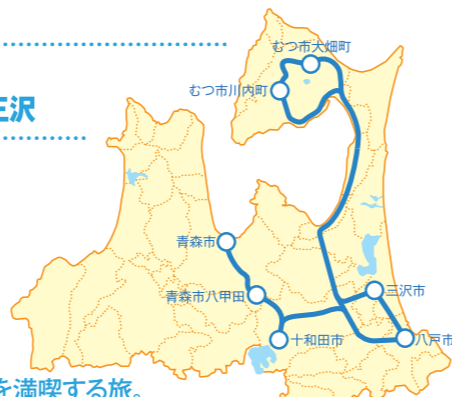 むつ市大畑町
むつ市川内町
三沢
青森市
青森市八甲田
三沢市
十和田市
八戸市
を満喫する旅。